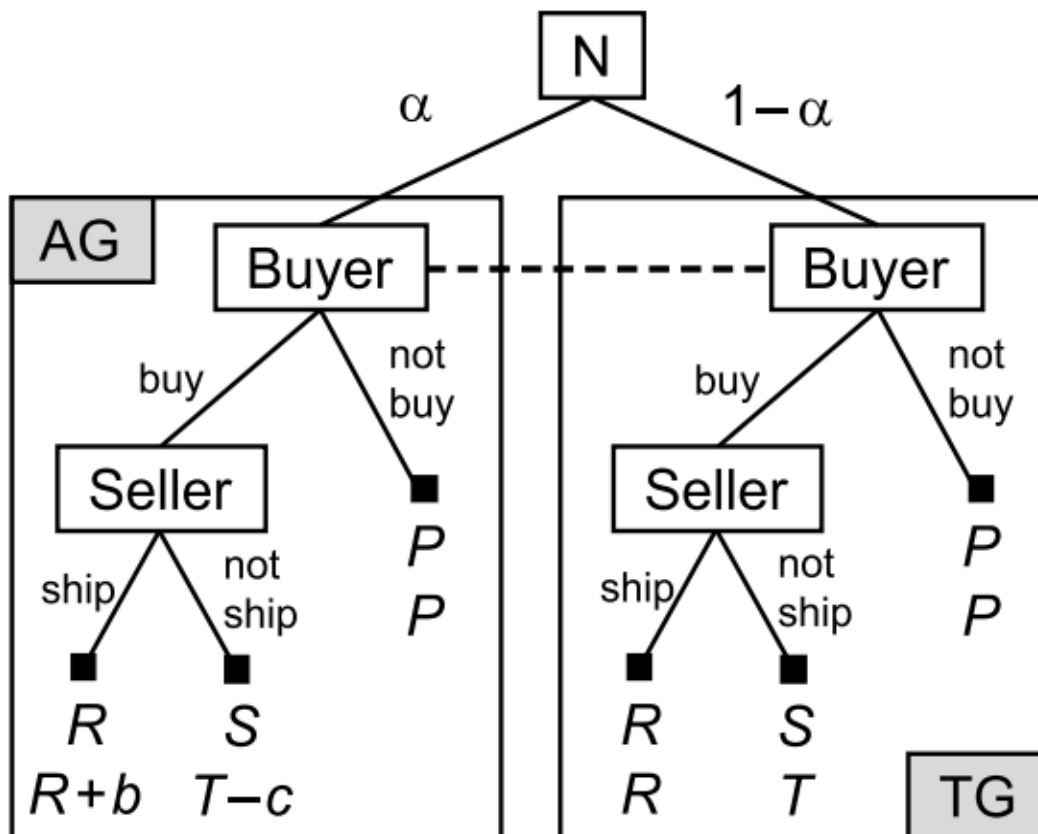 N
α 1−α
AG
Buyer Buyer
buy not buy buy not buy
Seller Seller
P P
P P
ship not ship ship not ship
R S R S
R+b T−c R T
TG